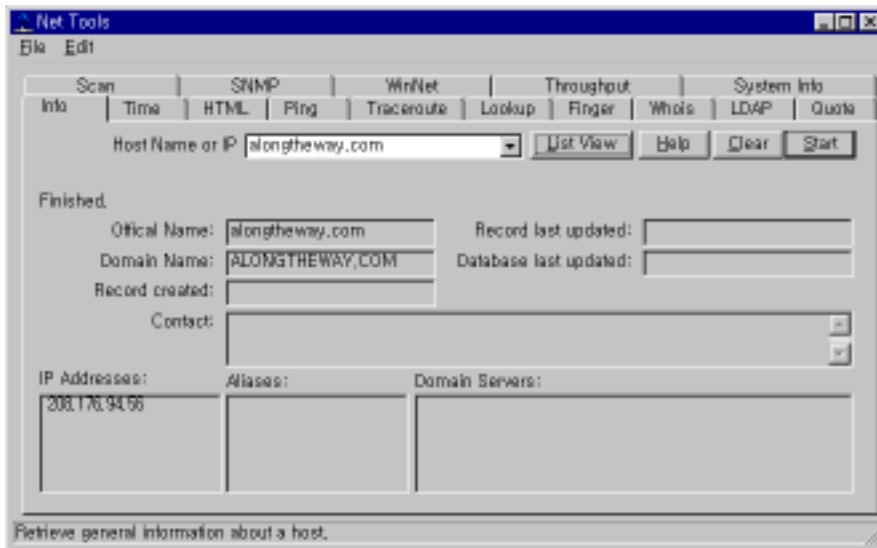 Net Tools
File Edit
Scan SNMP WinNet Throughput System Info
Info Time HTML Ping Traceroute Lookup Finger Whois LDAP Quote
Host Name or IP alongtheway.com List View Help Clear Start
Finished.
Offical Name: alongtheway.com Record last updated:
Domain Name: ALONGTHEWAY.COM Database last updated:
Record created:
Contact:
IP Addresses: Aliases: Domain Servers:
208.176.94.56
Retrieve general information about a host.